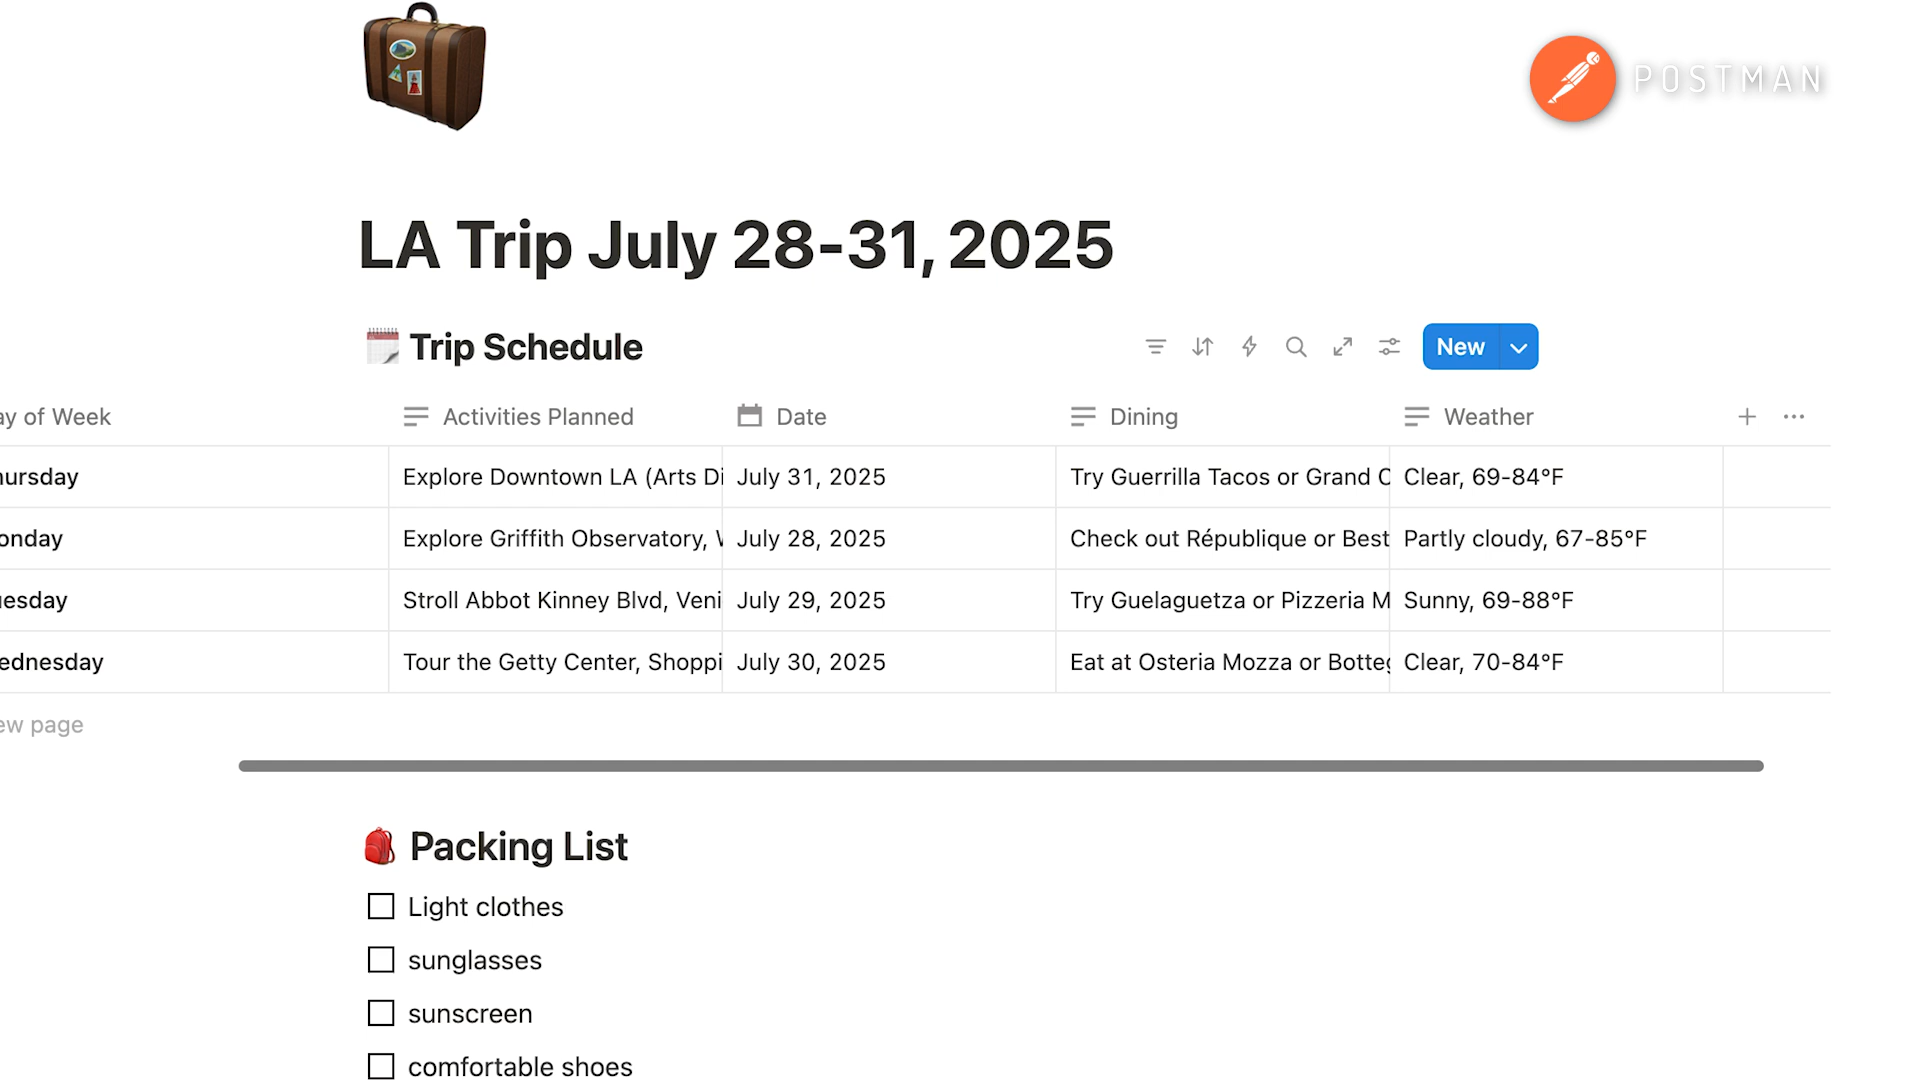 POSTMAN
LA Trip July 28-31, 2025
Trip Schedule
New
ay of Week Activities Planned Date Dining Weather
ursday Explore Downtown LA (Arts Di July 31, 2025 Try Guerrilla Tacos or Grand C Clear, 69-84°F
onday Explore Griffith Observatory, July 28, 2025 Check out République or Best Partly cloudy, 67-85°F
esday Stroll Abbot Kinney Blvd, Veni July 29, 2025 Try Guelaguetza or Pizzeria M Sunny, 69-88°F
ednesday Tour the Getty Center, Shoppi July 30, 2025 Eat at Osteria Mozza or Botteg Clear, 70-84°F
ew page
Packing List
Light clothes
sunglasses
sunscreen
comfortable shoes